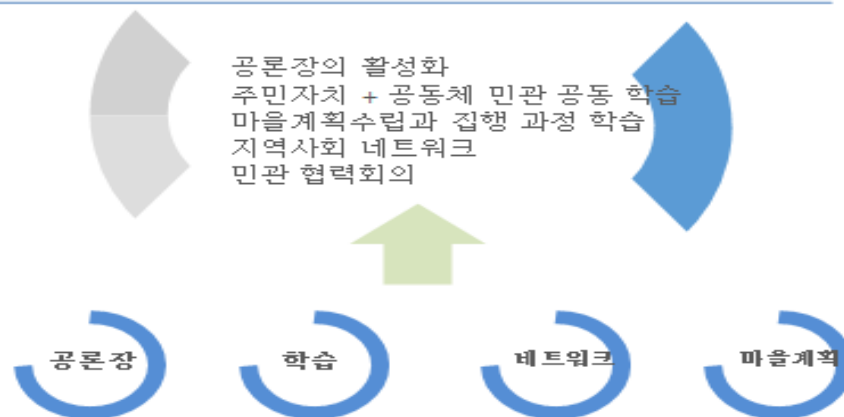 공론장의 활성화
주민자치 + 공동체 민관 공동 학습
마을계획수립과 집행 과정 학습
지역사회 네트워크
민관 협력회의
공론장
학습
네트워크
마을계획